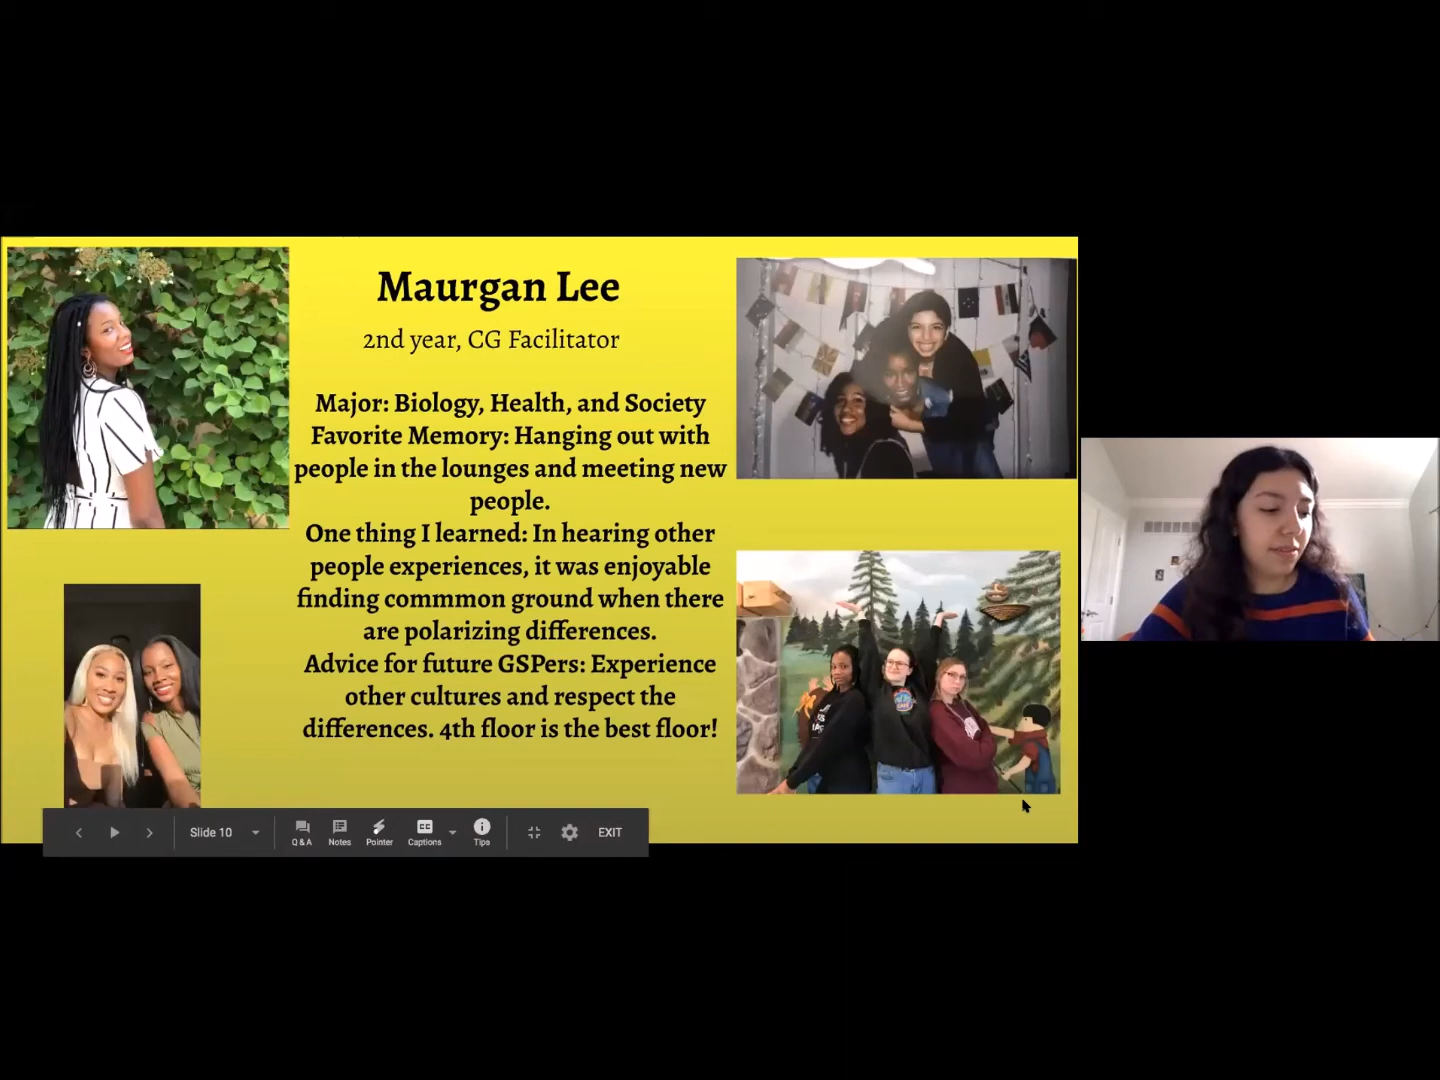 Maurgan Lee
2nd year, CG Facilitator
Major: Biology, Health, and Society
Favorite Memory: Hanging out with
people in the lounges and meeting new
people.
One thing I learned: In hearing other
people experiences, it was enjoyable
finding commmon ground when there
are polarizing differences.
Advice for future GSPers: Experience
other cultures and respect the
differences. 4th floor is the best floor!
Slide 10
Q & A
Notes
Pointer
CC
Captions
Tips
EXIT